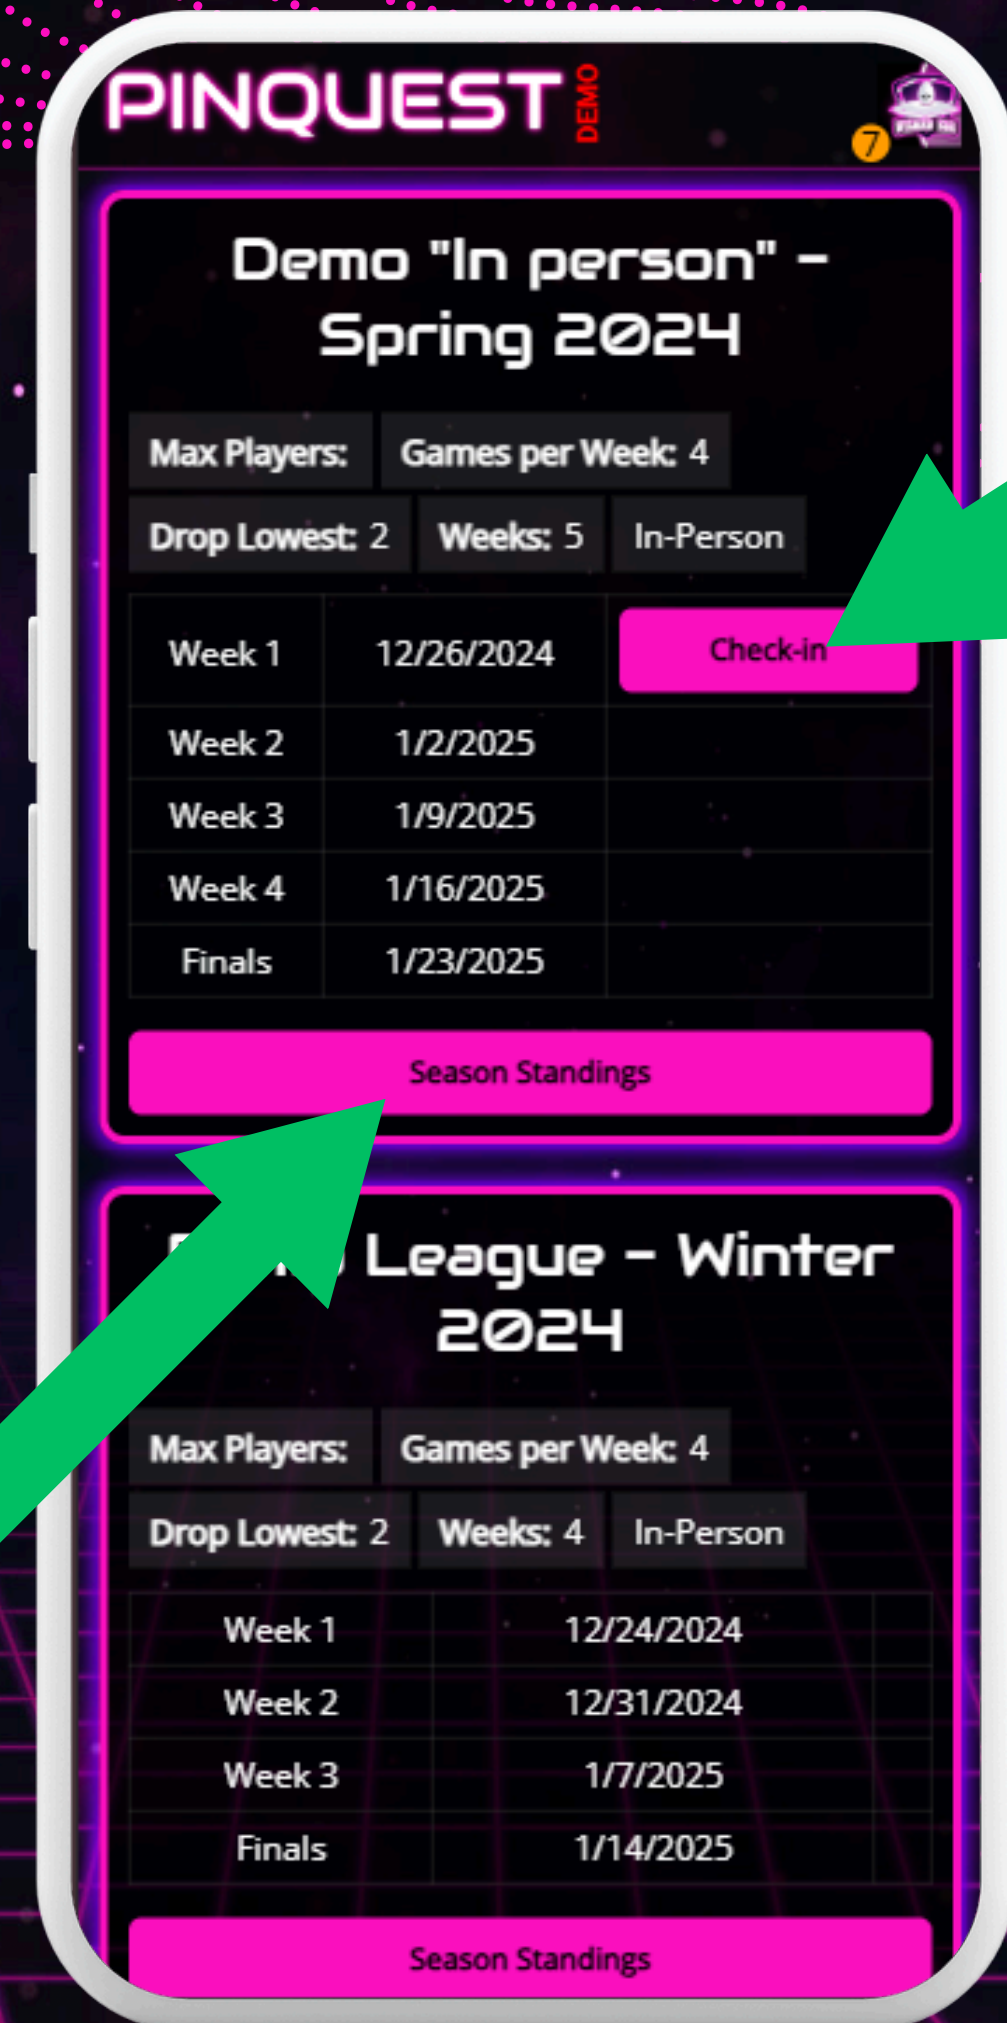 PINQUEST DEMO
7
Demo "In person" -
Spring 2024
Max Players: Games per Week: 4
Drop Lowest: 2 Weeks: 5 In-Person
Week 1 12/26/2024 Check-in
Week 2 1/2/2025
Week 3 1/9/2025
Week 4 1/16/2025
Finals 1/23/2025
Season Standings
League - Winter
2024
Max Players: Games per Week: 4
Drop Lowest: 2 Weeks: 4 In-Person
Week 1 12/24/2024
Week 2 12/31/2024
Week 3 1/7/2025
Finals 1/14/2025
Season Standings